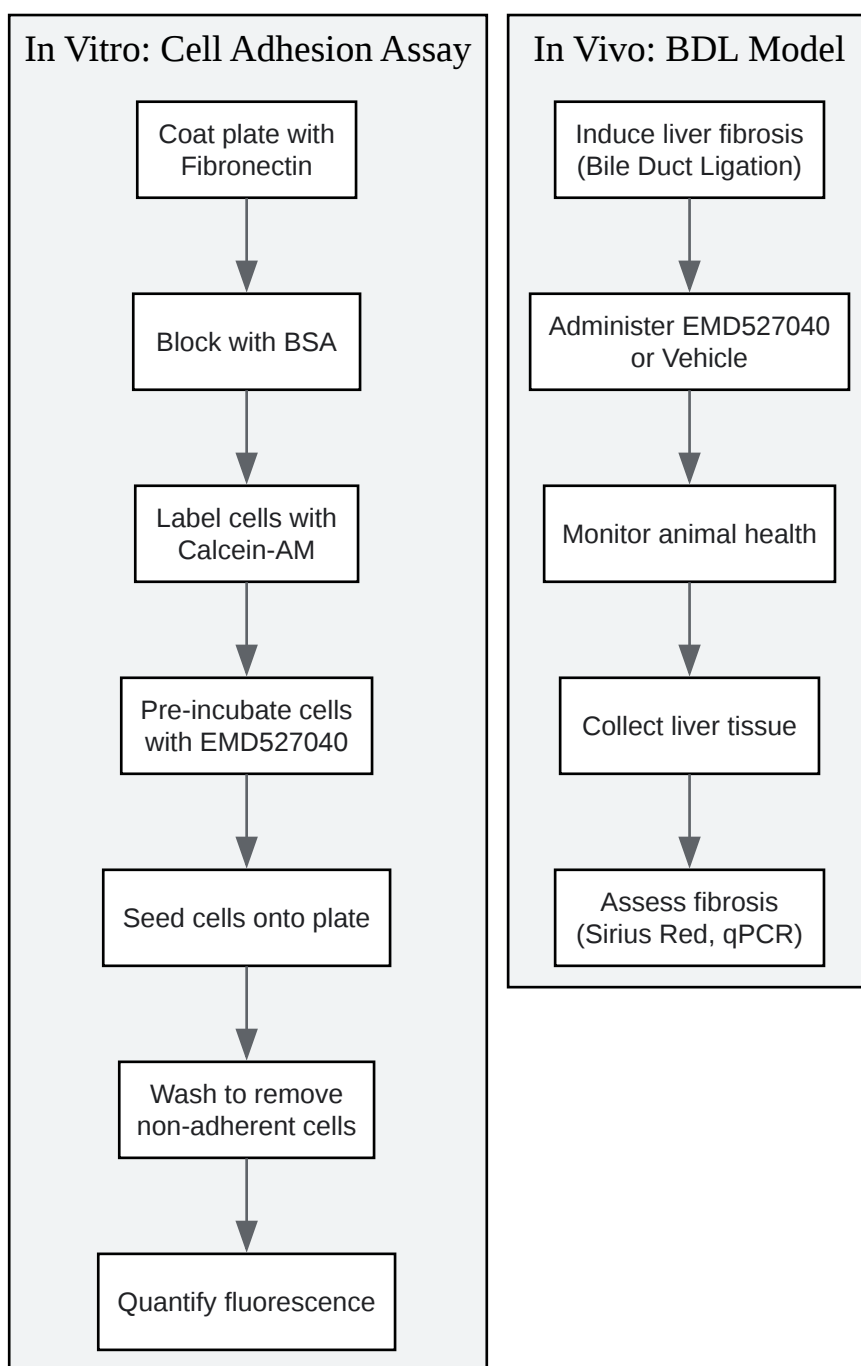 In Vitro: Cell Adhesion Assay
Coat plate with
Fibronectin
Block with BSA
Label cells with
Calcein-AM
Pre-incubate cells
with EMD527040
Seed cells onto plate
Wash to remove
non-adherent cells
Quantify fluorescence
In Vivo: BDL Model
Induce liver fibrosis
(Bile Duct Ligation)
Administer EMD527040
or Vehicle
Monitor animal health
Collect liver tissue
Assess fibrosis
(Sirius Red, qPCR)